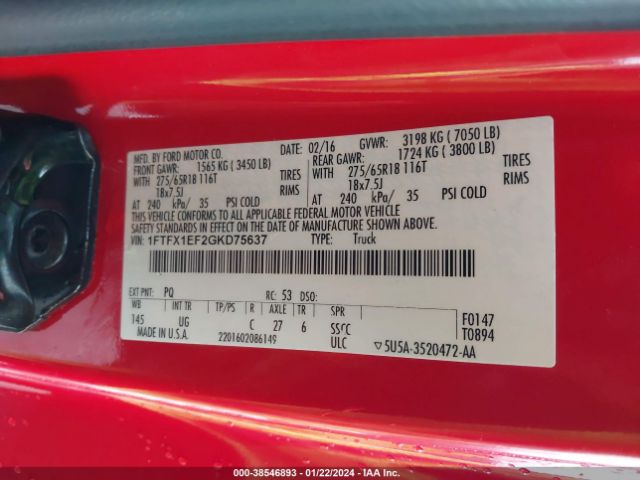 MFD. BY FORD MOTOR CO.
DATE: 02/16 GVWR: 3198 KG ( 7050 LB)
FRONT GAWR: 1565 KG ( 3450 LB)
REAR GAWR: 1724 KG ( 3800 LB)
WITH 275/65R18 116T TIRES
WITH 275/65R18 116T TIRES
18x7.5J RIMS
18x7.5J RIMS
AT 240 kPa/ 35 PSI COLD
AT 240 kPa/ 35 PSI COLD
THIS VEHICLE CONFORMS TO ALL APPLICABLE FEDERAL MOTOR VEHICLE
SAFETY STANDARDS IN EFFECT ON THE DATE OF MANUFACTURE SHOWN ABOVE.
VIN: 1FTFX1EF2GKD75637 TYPE: Truck
EXT PNT: PQ RC: 53 DSO:
WB INT TR TP/PS R AXLE TR SPR
145 UG C 27 6 F0147
T0894
MADE IN U.S.A. 2201602086149 ULC ▽5U5A-3520472-AA
000-38546893 - 01/22/2024 - IAA Inc.